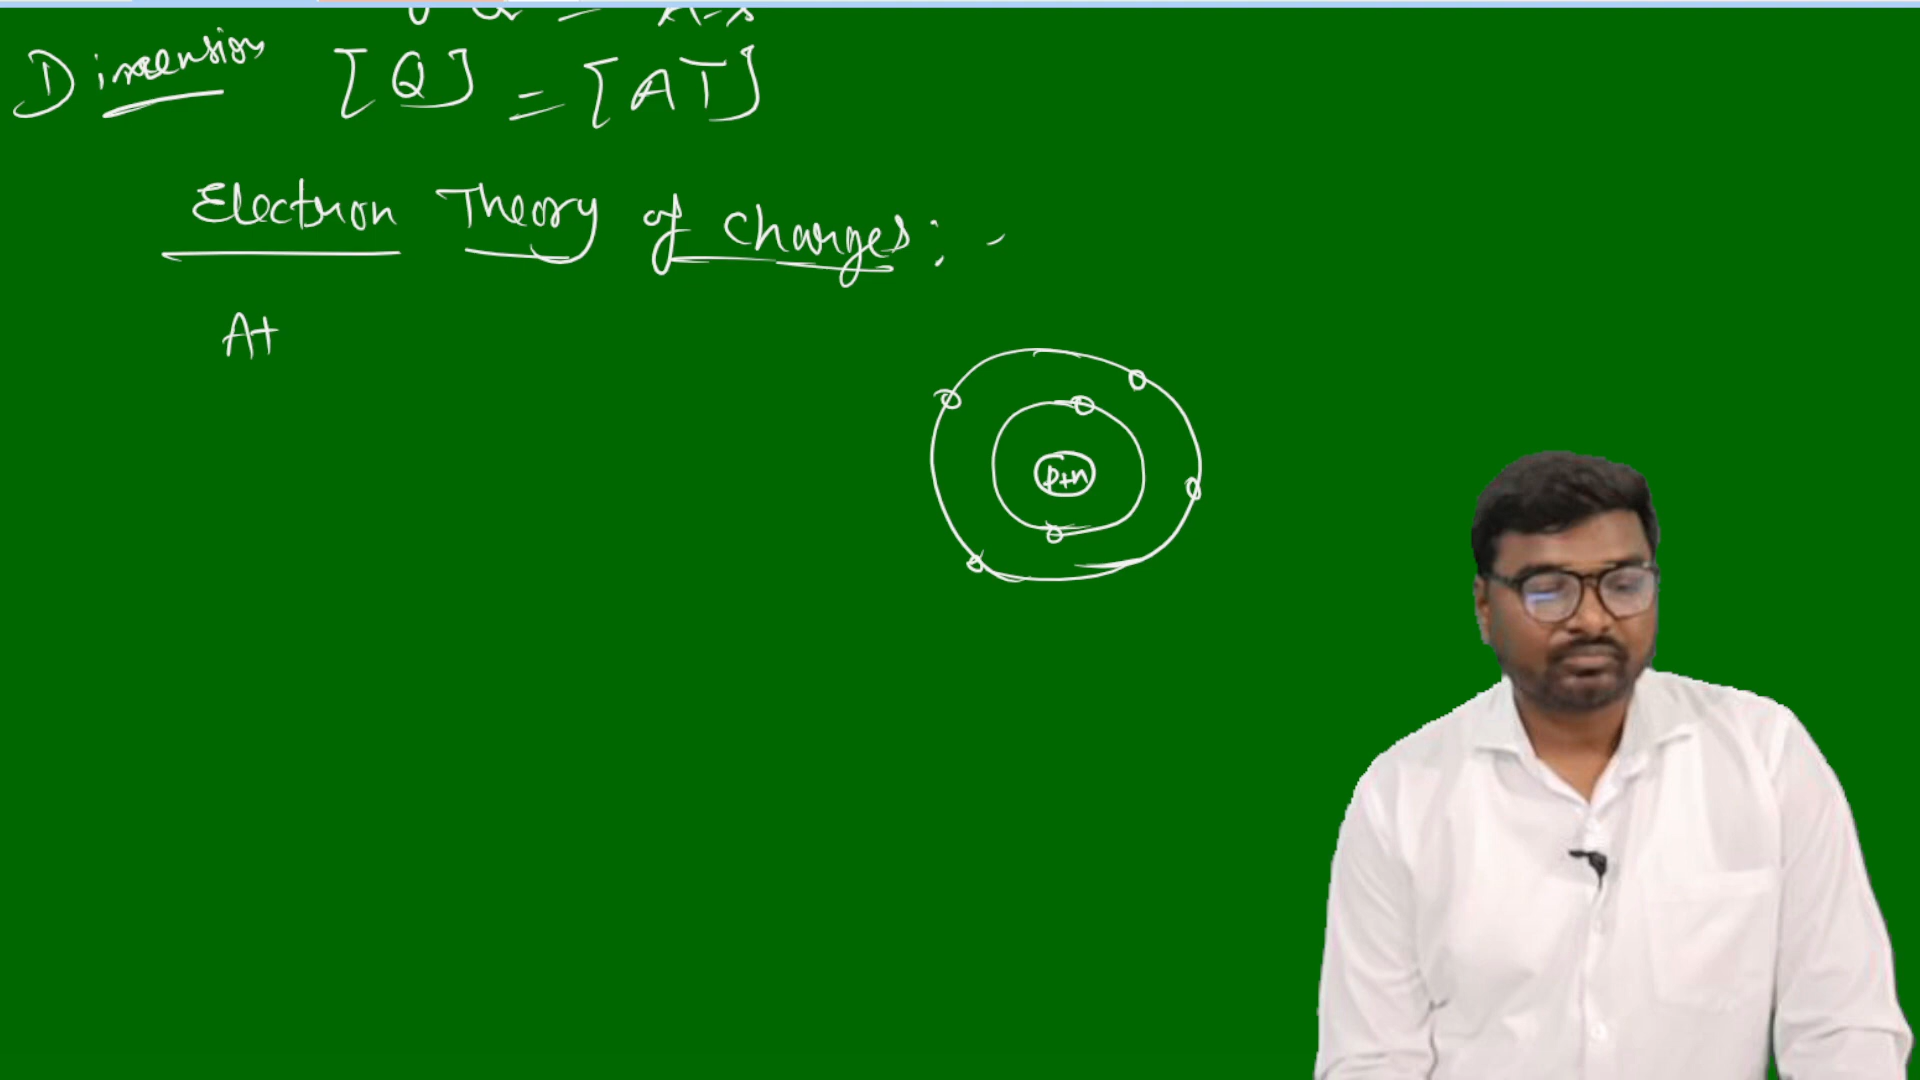 Dimension [Q] = [AT]
Electron Theory of Charges : -
At
p+n